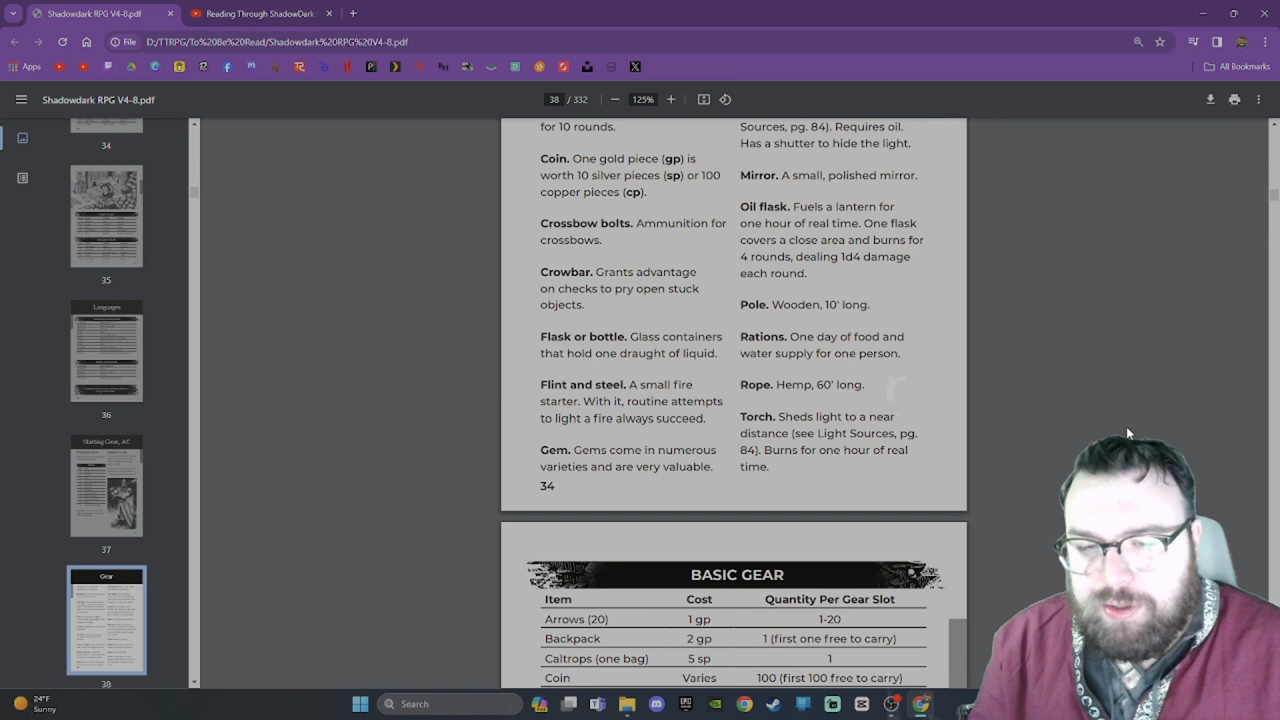 Shadowdark RPG V4-8.pdf
Reading Through ShadowDark
File
D:/TTRPG/To%20Be%20Read/Shadowdark%20RPG%20V4-8.pdf
Apps
All Bookmarks
Shadowdark RPG V4-8.pdf
38 / 332
125%
34
35
Languages
36
Starting Gear, AC
37
Gear
38
for 10 rounds.
Coin. One gold piece (gp) is
worth 10 silver pieces (sp) or 100
copper pieces (cp).
Crossbow bolts. Ammunition for
crossbows.
Crowbar. Grants advantage
on checks to pry open stuck
objects.
Flask or bottle. Glass containers
that hold one draught of liquid.
Flint and steel. A small fire
starter. With it, routine attempts
to light a fire always succeed.
Gem. Gems come in numerous
varieties and are very valuable.
34
Sources, pg. 84). Requires oil.
Has a shutter to hide the light.
Mirror. A small, polished mirror.
Oil flask. Fuels a lantern for
one hour of real time. One flask
covers a close area and burns for
4 rounds, dealing 1d4 damage
each round.
Pole. Wooden, 10' long.
Rations. One day of food and
water supply for one person.
Rope. Hemp, 60' long.
Torch. Sheds light to a near
distance (see Light Sources, pg.
84). Burns for one hour of real
time.
BASIC GEAR
Item Cost Quantity Per Gear Slot
Arrows (20) 1 gp 1-20
Backpack 2 gp 1 (first one free to carry)
Caltrops (one bag) 5 sp 1
Coin Varies 100 (first 100 free to carry)
24°F
Sunny
Search